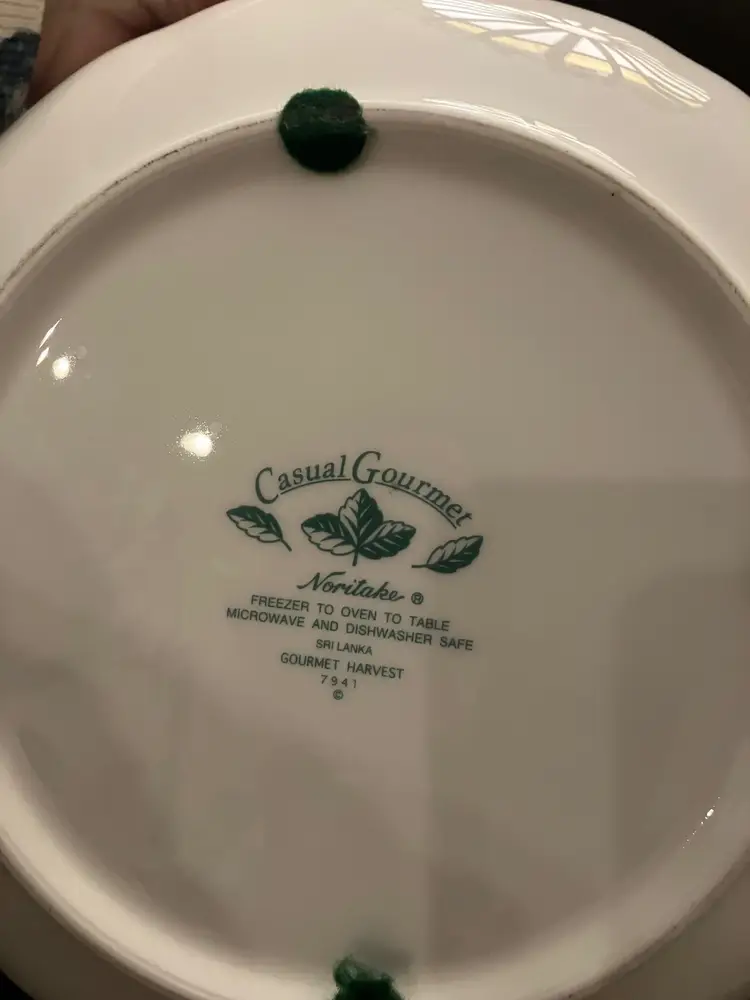 Casual Gourmet
Noritake ®
FREEZER TO OVEN TO TABLE
MICROWAVE AND DISHWASHER SAFE
SRI LANKA
GOURMET HARVEST
7941
©